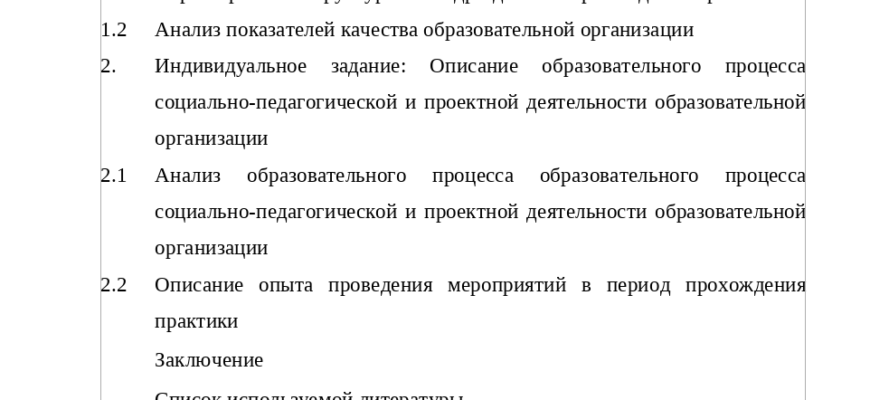 1.2 Анализ показателей качества образовательной организации
2. Индивидуальное задание: Описание образовательного процесса
социально-педагогической и проектной деятельности образовательной
организации
2.1 Анализ образовательного процесса образовательного процесса
социально-педагогической и проектной деятельности образовательной
организации
2.2 Описание опыта проведения мероприятий в период прохождения
практики
Заключение
Список используемой литературы